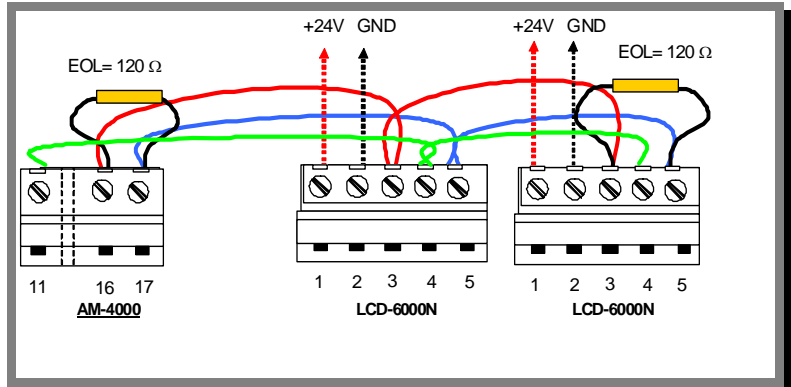 +24V GND
+24V GND
EOL= 120 Ω
EOL= 120 Ω
11 16 17
1 2 3 4 5
1 2 3 4 5
AM-4000
LCD-6000N
LCD-6000N